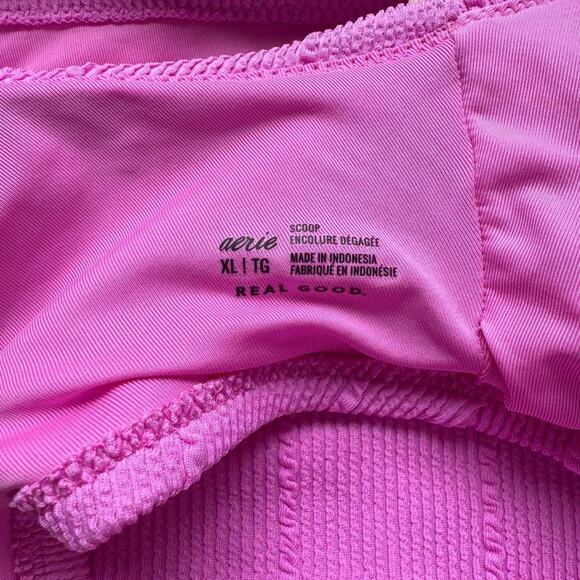 aerie
SCOOP
ENCOLURE DÉGAGÉE
XL | TG
MADE IN INDONESIA
FABRIQUÉ EN INDONÉSIE
REAL GOOD.